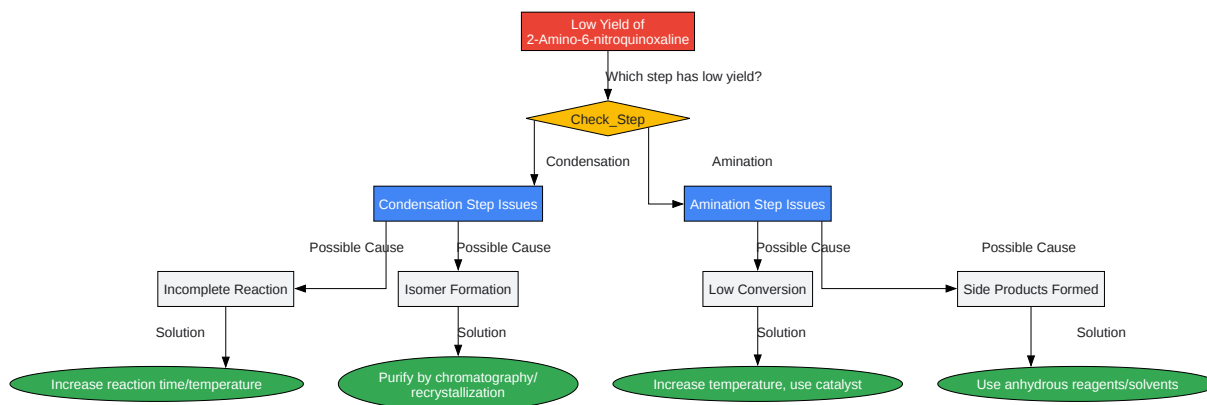 Low Yield of
2-Amino-6-nitroquinoxaline
Which step has low yield?
Check_Step
Condensation
Amination
Condensation Step Issues
Amination Step Issues
Possible Cause
Possible Cause
Possible Cause
Possible Cause
Incomplete Reaction
Isomer Formation
Low Conversion
Side Products Formed
Solution
Solution
Solution
Solution
Increase reaction time/temperature
Purify by chromatography/
recrystallization
Increase temperature, use catalyst
Use anhydrous reagents/solvents